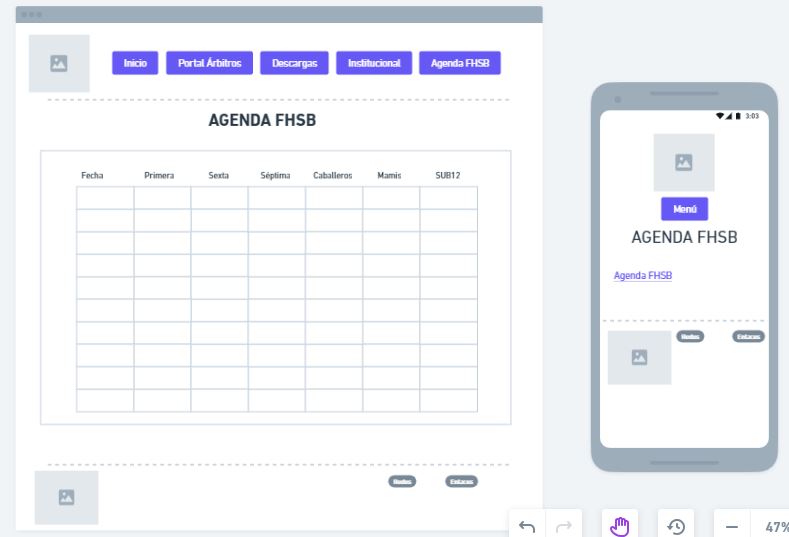 Inicio Portal Árbitros Descargas Institucional Agenda FHSB
AGENDA FHSB
Fecha Primera Sexta Séptima Caballeros Mamis SUB12
Redes Enlaces
3:03
Menú
AGENDA FHSB
Agenda FHSB
Redes Enlaces
47%